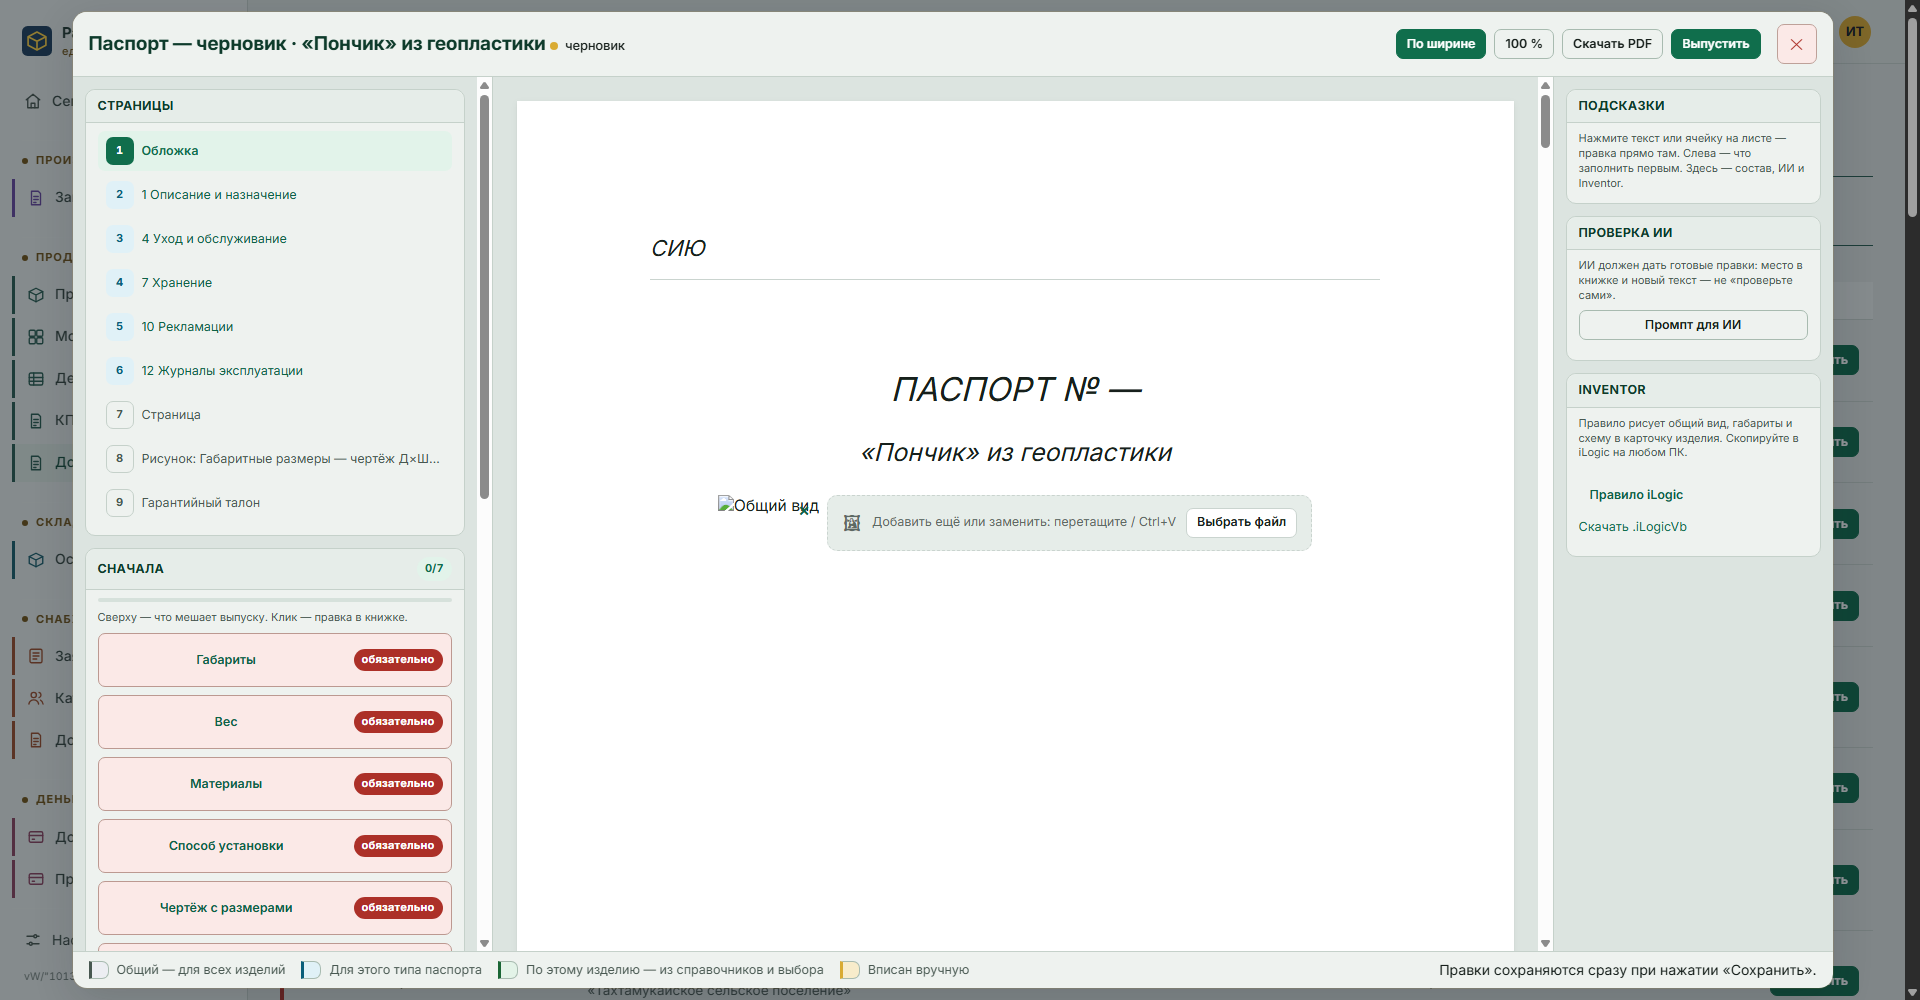 Паспорт — черновик · «Пончик» из геопластики
черновик
По ширине
100 %
Скачать PDF
Выпустить
ИТ
СТРАНИЦЫ
1 Обложка
2 1 Описание и назначение
3 4 Уход и обслуживание
4 7 Хранение
5 10 Рекламации
6 12 Журналы эксплуатации
7 Страница
8 Рисунок: Габаритные размеры — чертёж Д×Ш...
9 Гарантийный талон
СНАЧАЛА
0/7
Сверху — что мешает выпуску. Клик — правка в книжке.
Габариты
обязательно
Вес
обязательно
Материалы
обязательно
Способ установки
обязательно
Чертёж с размерами
обязательно
СИЮ
ПАСПОРТ № —
«Пончик» из геопластики
Общий вид
Добавить ещё или заменить: перетащите / Ctrl+V
Выбрать файл
ПОДСКАЗКИ
Нажмите текст или ячейку на листе —
правка прямо там. Слева — что
заполнить первым. Здесь — состав, ИИ и
Inventor.
ПРОВЕРКА ИИ
ИИ должен дать готовые правки: место в
книжке и новый текст — не «проверьте
сами».
Промпт для ИИ
INVENTOR
Правило рисует общий вид, габариты и
схему в карточку изделия. Скопируйте в
iLogic на любом ПК.
Правило iLogic
Скачать .iLogicVb
Общий — для всех изделий
Для этого типа паспорта
По этому изделию — из справочников и выбора
Вписан вручную
Правки сохраняются сразу при нажатии «Сохранить».
«Тахтамукайское сельское поселение»